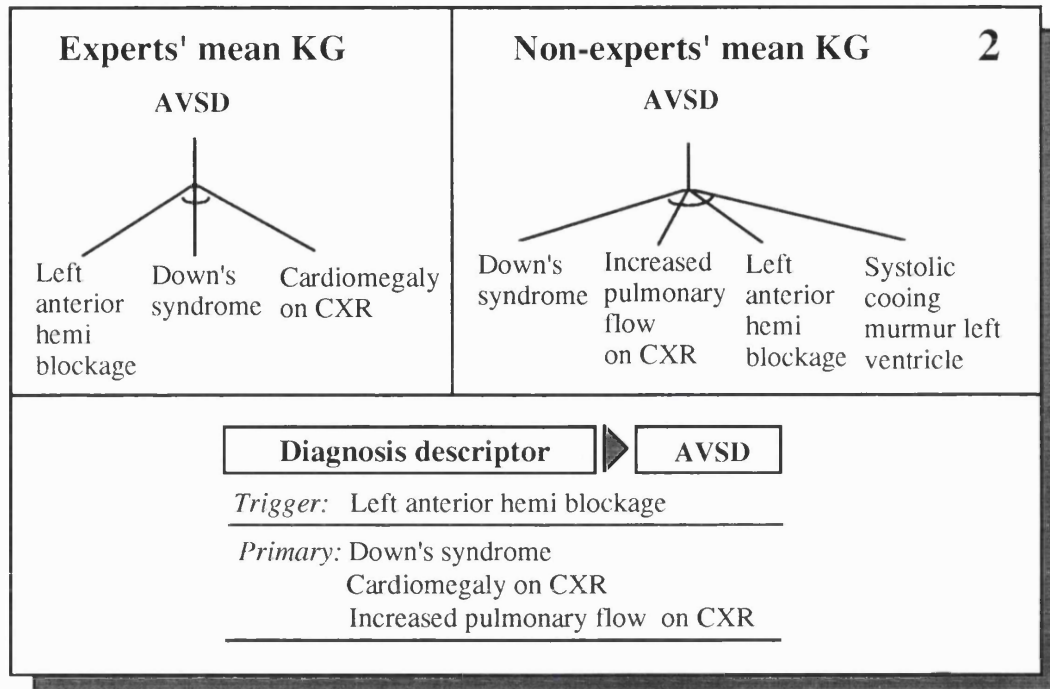 Experts' mean KG
AVSD
Left
anterior
hemi
blockage
Down's
syndrome
Cardiomegaly
on CXR
Non-experts' mean KG
2
AVSD
Down's
syndrome
Increased
pulmonary
flow
on CXR
Left
anterior
hemi
blockage
Systolic
cooing
murmur left
ventricle
Diagnosis descriptor AVSD
Trigger: Left anterior hemi blockage
Primary: Down's syndrome
Cardiomegaly on CXR
Increased pulmonary flow on CXR